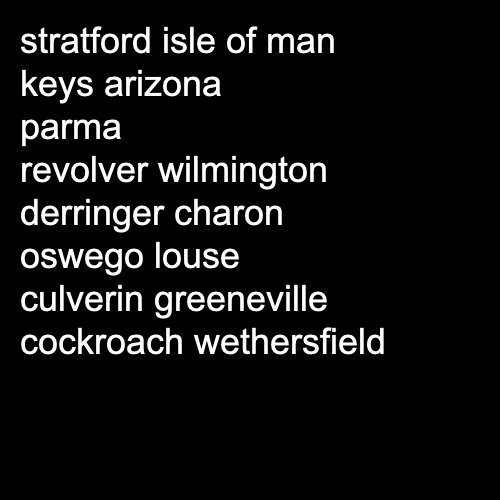 stratford isle of man
keys arizona
parma
revolver wilmington
derringer charon
oswego louse
culverin greeneville
cockroach wethersfield